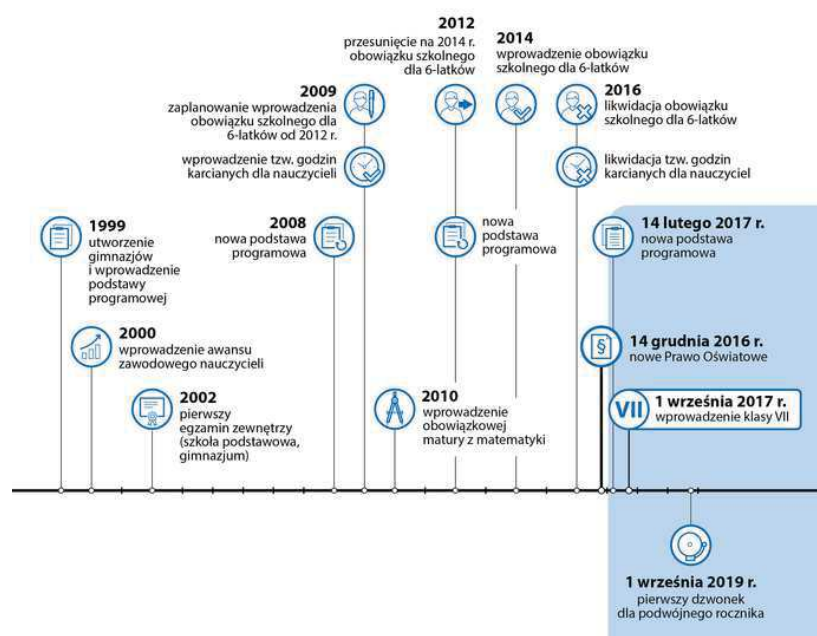 2012
przesunięcie na 2014 r.
obowiązku szkolnego
dla 6-latków
2014
wprowadzenie obowiązku
szkolnego dla 6-latków
2009
zaplanowanie wprowadzenia
obowiązku szkolnego dla
6-latków od 2012 r.
wprowadzenie tzw. godzin
karcianych dla nauczycieli
2016
likwidacja obowiązku
szkolnego dla 6-latków
likwidacja tzw. godzin
karcianych dla nauczyciel
1999
utworzenie
gimnazjów
i wprowadzenie
podstawy
programowej
2008
nowa podstawa
programowa
nowa
podstawa
programowa
14 lutego 2017 r.
nowa podstawa
programowa
2000
wprowadzenie awansu
zawodowego nauczycieli
§
14 grudnia 2016 r.
nowe Prawo Oświatowe
2002
pierwszy
egzamin zewnętrzy
(szkoła podstawowa,
gimnazjum)
2010
wprowadzenie
obowiązkowej
matury z matematyki
VII
1 września 2017 r.
wprowadzenie klasy VII
1 września 2019 r.
pierwszy dzwonek
dla podwójnego rocznika